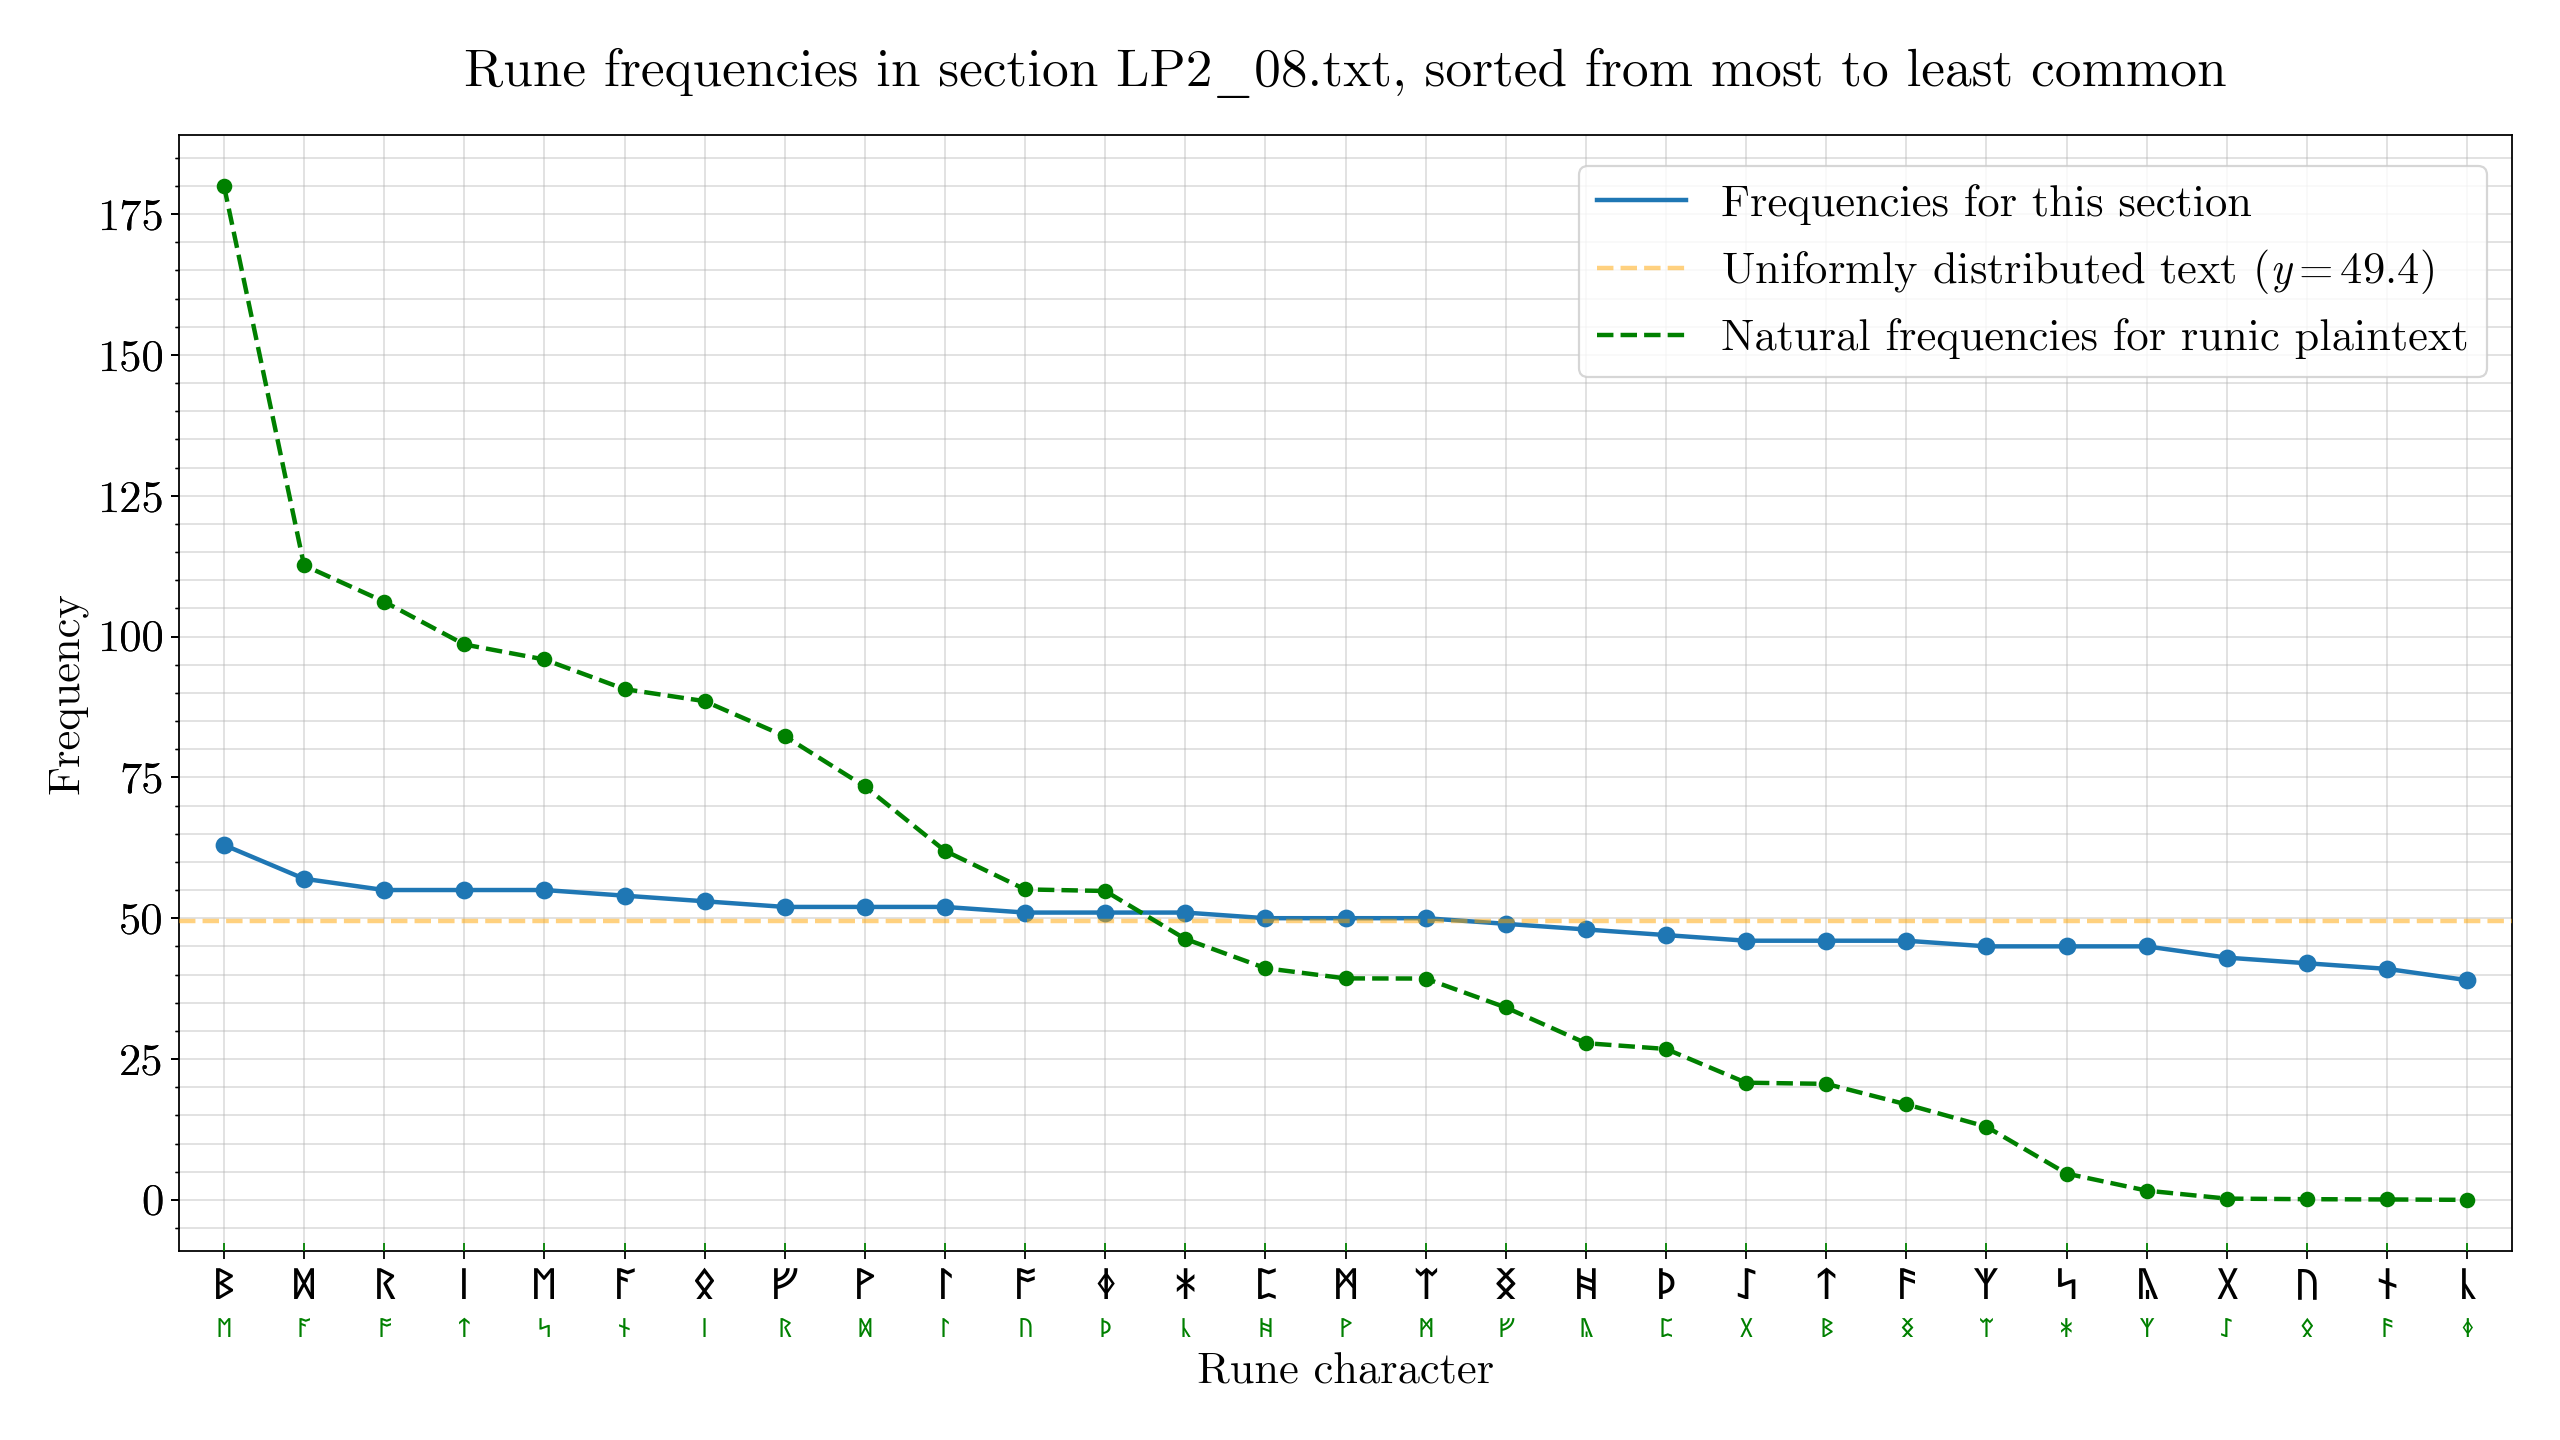 Rune frequencies in section LP2_08.txt, sorted from most to least common
Frequencies for this section
Uniformly distributed text (y = 49.4)
Natural frequencies for runic plaintext
175
150
125
100
75
50
25
0
Frequency
ᛒ ᛞ ᚱ ᛁ ᛖ ᚩ ᛟ ᚠ ᚹ ᛚ ᚫ ᛄ ᛡ ᛈ ᛗ ᛠ ᛝ ᚻ ᚦ ᛇ ᛏ ᚪ ᛉ ᛋ ᚣ ᚷ ᚢ ᚾ ᚳ
ᛖ ᚩ ᚫ ᛏ ᛋ ᚾ ᛁ ᚱ ᛞ ᛚ ᚢ ᚦ ᚳ ᚻ ᚹ ᛗ ᚠ ᚣ ᛈ ᚷ ᛒ ᛝ ᛠ ᛡ ᛉ ᛇ ᛟ ᚪ ᛄ
Rune character